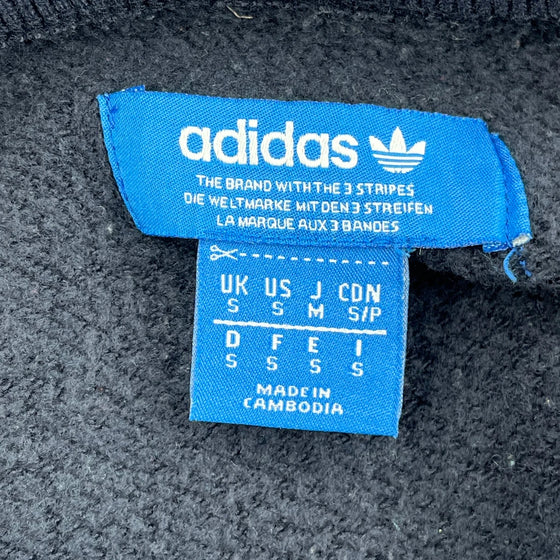 adidas
THE BRAND WITH THE 3 STRIPES
DIE WELTMARKE MIT DEN 3 STREIFEN
LA MARQUE AUX 3 BANDES
UK US J CDN
S S M S/P
D F E I
S S S S
MADE IN
CAMBODIA